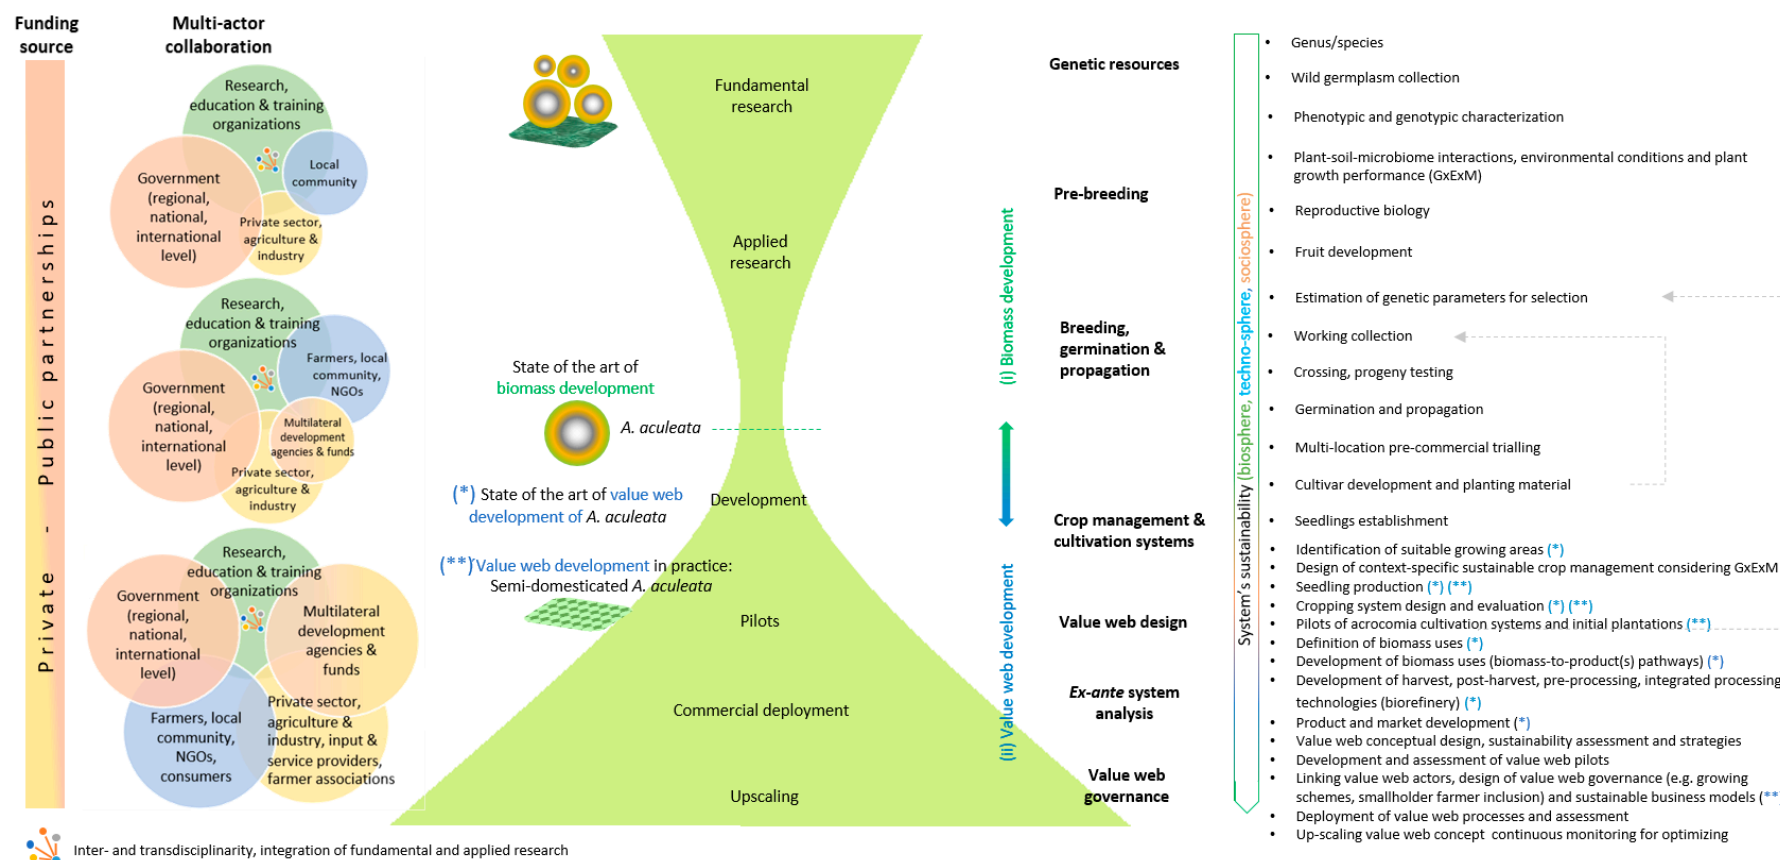 Funding
source
Multi-actor
collaboration
Private - Public partnerships
Research,
education & training
organizations
Local
community
Government
(regional,
national,
international
level)
Private sector,
agriculture &
industry
Research,
education & training
organizations
Farmers, local
community,
NGOs
Government
(regional,
national,
international
level)
Multilateral
development
agencies & funds
Private sector,
agriculture &
industry
Research,
education & training
organizations
Government
(regional,
national,
international
level)
Multilateral
development
agencies &
funds
Farmers, local
community,
NGOs,
consumers
Private sector,
agriculture &
industry, input &
service providers,
farmer associations
Inter- and transdisciplinarity, integration of fundamental and applied research
State of the art of
biomass development
A. aculeata
(*) State of the art of value web
development of A. aculeata
(**) Value web development in practice:
Semi-domesticated A. aculeata
Fundamental
research
Applied
research
Development
Pilots
Commercial deployment
Upscaling
(i) Biomass development
(ii) Value web development
Genetic resources
Pre-breeding
Breeding,
germination &
propagation
Crop management &
cultivation systems
Value web design
Ex-ante system
analysis
Value web
governance
System's sustainability (biosphere, techno-sphere, sociosphere)
• Genus/species
• Wild germplasm collection
• Phenotypic and genotypic characterization
• Plant-soil-microbiome interactions, environmental conditions and plant
growth performance (GxExM)
• Reproductive biology
• Fruit development
• Estimation of genetic parameters for selection
• Working collection
• Crossing, progeny testing
• Germination and propagation
• Multi-location pre-commercial trialling
• Cultivar development and planting material
• Seedlings establishment
• Identification of suitable growing areas (*)
• Design of context-specific sustainable crop management considering GxExM
• Seedling production (*) (**)
• Cropping system design and evaluation (*) (**)
• Pilots of acrocomia cultivation systems and initial plantations (**)
• Definition of biomass uses (*)
• Development of biomass uses (biomass-to-product(s) pathways) (*)
• Development of harvest, post-harvest, pre-processing, integrated processing
technologies (biorefinery) (*)
• Product and market development (*)
• Value web conceptual design, sustainability assessment and strategies
• Development and assessment of value web pilots
• Linking value web actors, design of value web governance (e.g. growing
schemes, smallholder farmer inclusion) and sustainable business models (**
• Deployment of value web processes and assessment
• Up-scaling value web concept continuous monitoring for optimizing